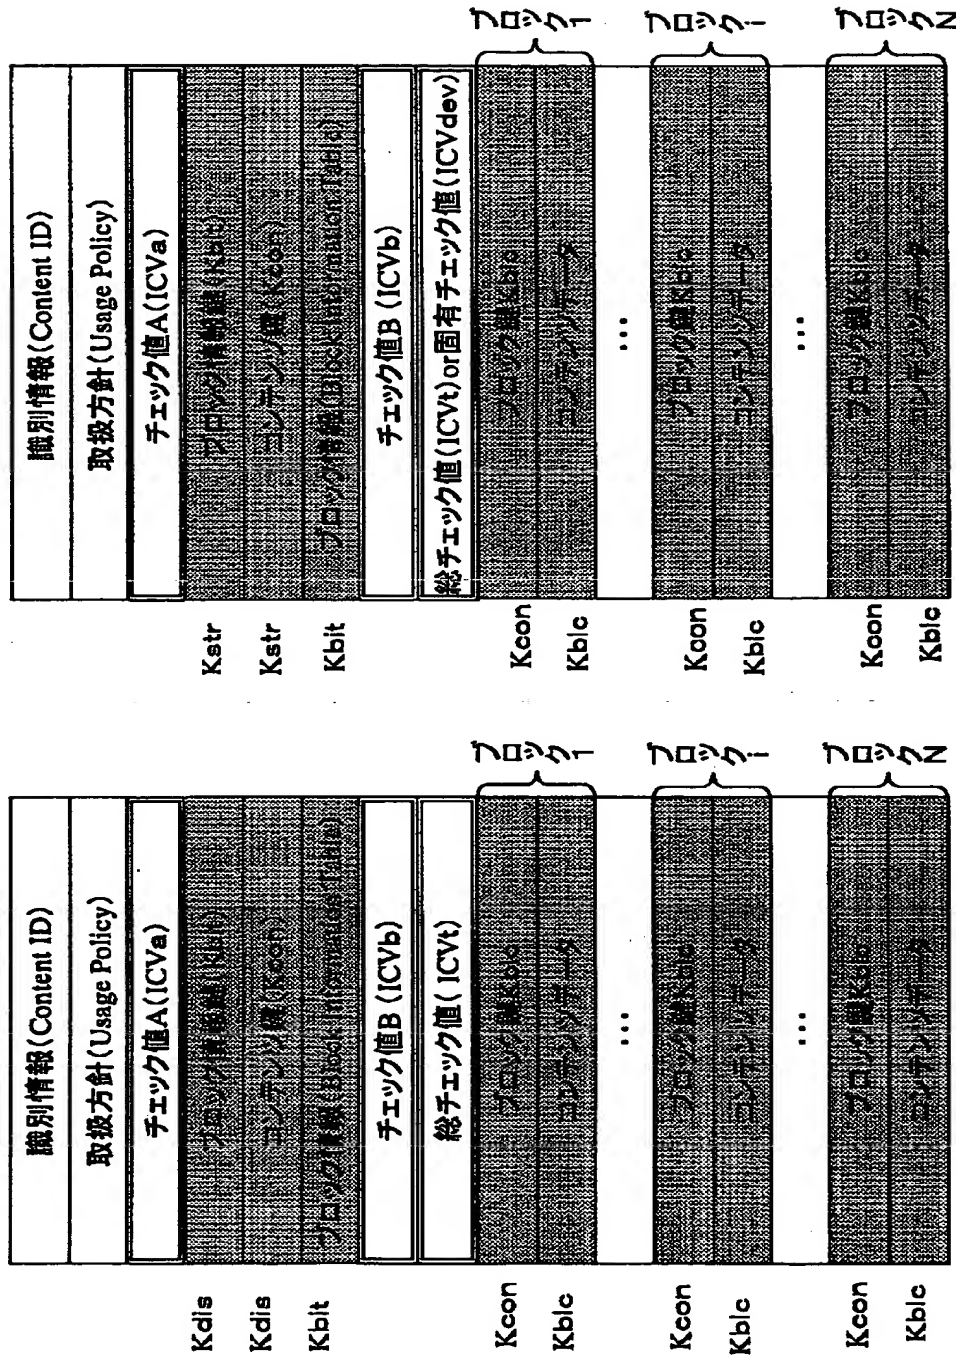 識別情報(Content ID)
取扱方針(Usage Policy)
チェック値A(ICVa)
Kdis ブロック情報鍵(Kbit)
Kdis コンテンツ鍵(Kcon)
Kbit ブロック情報(Block Information Table)
チェック値B (ICVb)
総チェック値( ICVt)
Kcon ブロック鍵Kblc
Kblc コンテンツデータ
ブロック1
...
Kcon ブロック鍵Kblc
Kblc コンテンツデータ
ブロックi
...
Kcon ブロック鍵Kblc
Kblc コンテンツデータ
ブロックN
識別情報(Content ID)
取扱方針(Usage Policy)
チェック値A(ICVa)
Kstr ブロック情報鍵(Kbit)
Kstr コンテンツ鍵(Kcon)
Kbit ブロック情報(Block Information Table)
チェック値B (ICVb)
総チェック値(ICVt)or固有チェック値(ICVdev)
Kcon ブロック鍵Kblc
Kblc コンテンツデータ
ブロック1
...
Kcon ブロック鍵Kblc
Kblc コンテンツデータ
ブロックi
...
Kcon ブロック鍵Kblc
Kblc コンテンツデータ
ブロックN